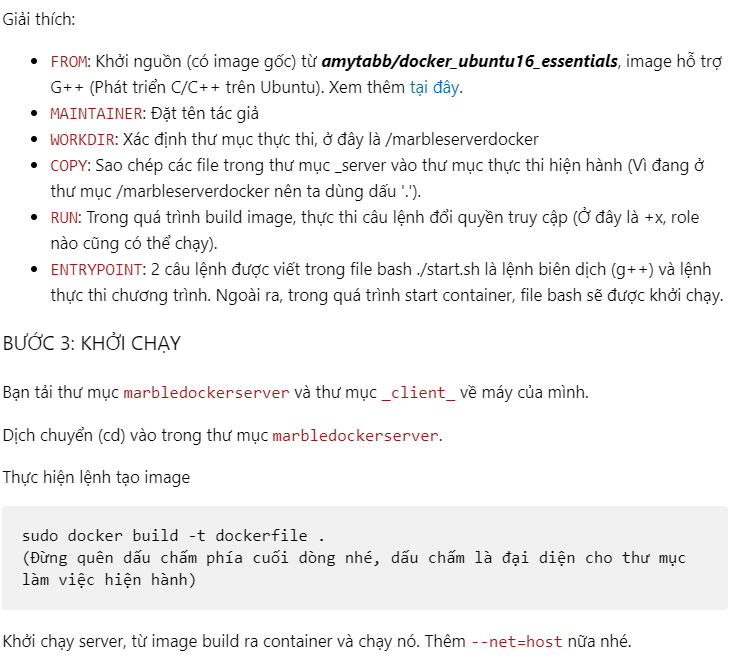 Giải thích:
FROM: Khởi nguồn (có image gốc) từ amytabb/docker_ubuntu16_essentials, image hỗ trợ
G++ (Phát triển C/C++ trên Ubuntu). Xem thêm tại đây.
MAINTAINER: Đặt tên tác giả
WORKDIR: Xác định thư mục thực thi, ở đây là /marbleserverdocker
COPY: Sao chép các file trong thư mục _server vào thư mục thực thi hiện hành (Vì đang ở
thư mục /marbleserverdocker nên ta dùng dấu '.').
RUN: Trong quá trình build image, thực thi câu lệnh đổi quyền truy cập (Ở đây là +x, role
nào cũng có thể chạy).
ENTRYPOINT: 2 câu lệnh được viết trong file bash ./start.sh là lệnh biên dịch (g++) và lệnh
thực thi chương trình. Ngoài ra, trong quá trình start container, file bash sẽ được khởi chạy.
BƯỚC 3: KHỞI CHẠY
Bạn tải thư mục marbledockerserver và thư mục _client_ về máy của mình.
Dịch chuyển (cd) vào trong thư mục marbledockerserver.
Thực hiện lệnh tạo image
sudo docker build -t dockerfile .
(Đừng quên dấu chấm phía cuối dòng nhé, dấu chấm là đại diện cho thư mục
làm việc hiện hành)
Khởi chạy server, từ image build ra container và chạy nó. Thêm --net=host nữa nhé.